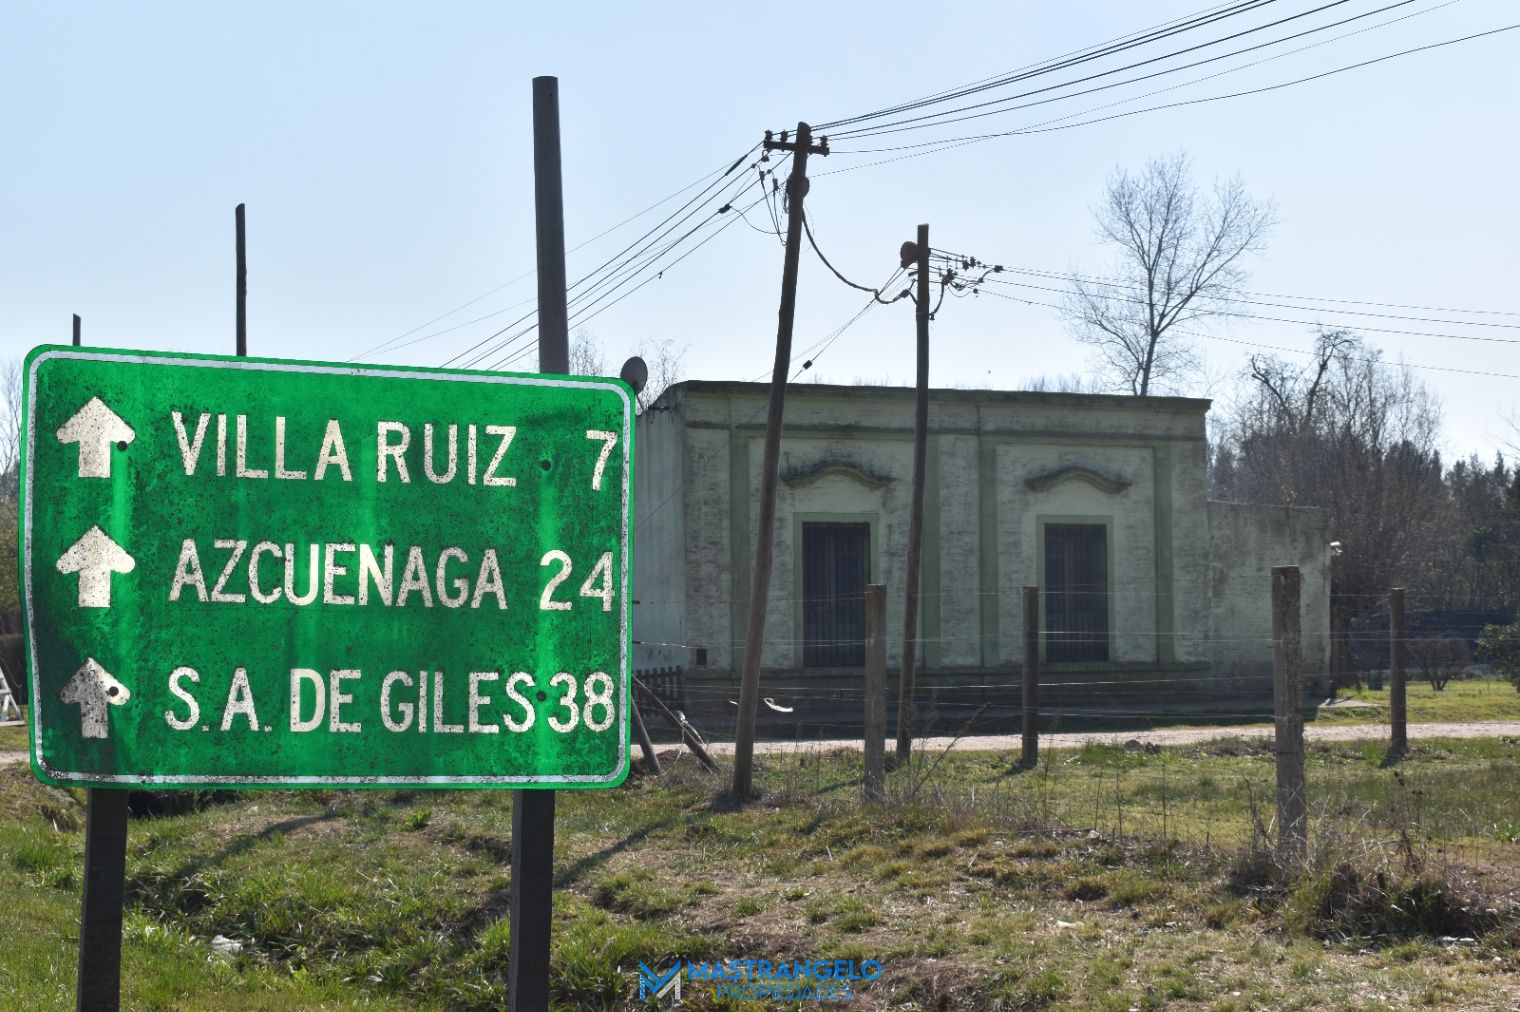 VILLA RUIZ 7
AZCUENAGA 24
S.A. DE GILES 38
MASTRANGELO
PROPIEDADES